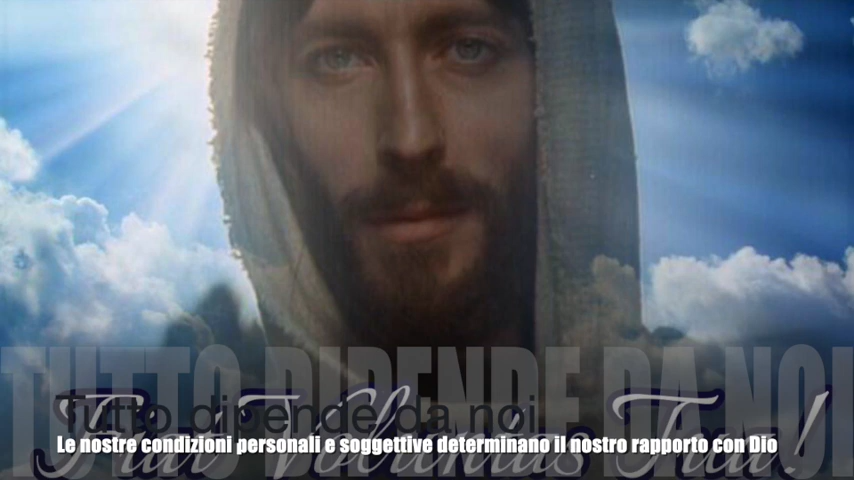 TUTTO DIPENDE DA NOI
Tutto dipende da noi
Fiat Voluntas Tua!
Le nostre condizioni personali e soggettive determinano il nostro rapporto con Dio